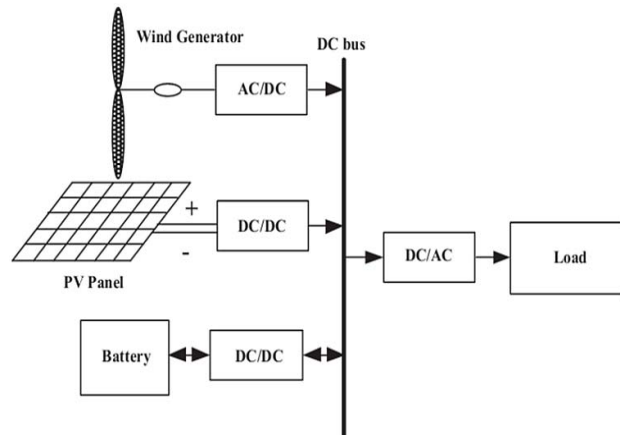 Wind Generator
DC bus
AC/DC
+
DC/DC
-
PV Panel
DC/AC
Load
Battery
DC/DC